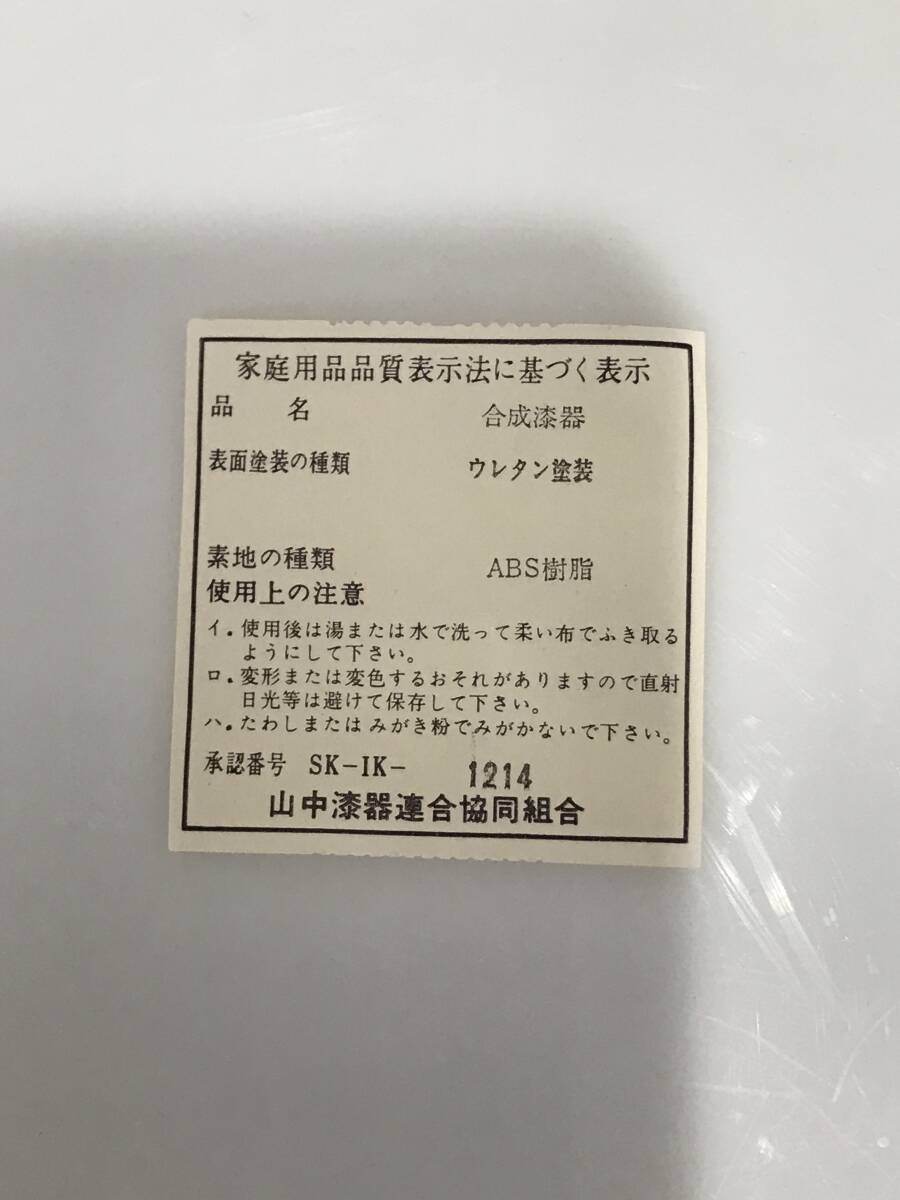 家庭用品品質表示法に基づく表示
品 名 合成漆器
表面塗装の種類 ウレタン塗装
素地の種類 ABS樹脂
使用上の注意
イ.使用後は湯または水で洗って柔い布でふき取る
ようにして下さい。
ロ.変形または変色するおそれがありますので直射
日光等は避けて保存して下さい。
ハ.たわしまたはみがき粉でみがかないで下さい。
承認番号 SK-IK- 1214
山中漆器連合協同組合